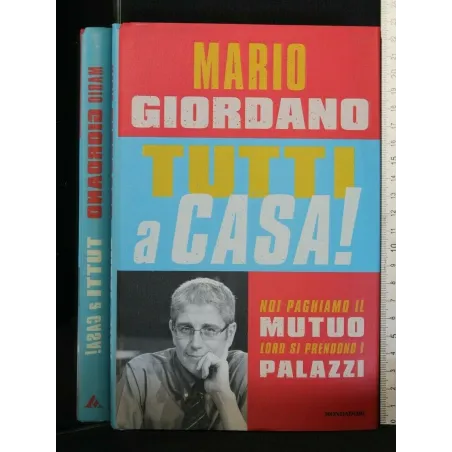 MARIO
GIORDANO
TUTTI
a CASA!
NOI PAGHIAMO IL
MUTUO
LORO SI PRENDONO I
PALAZZI
MONDADORI
MARIO GIORDANO TUTTI a CASA!